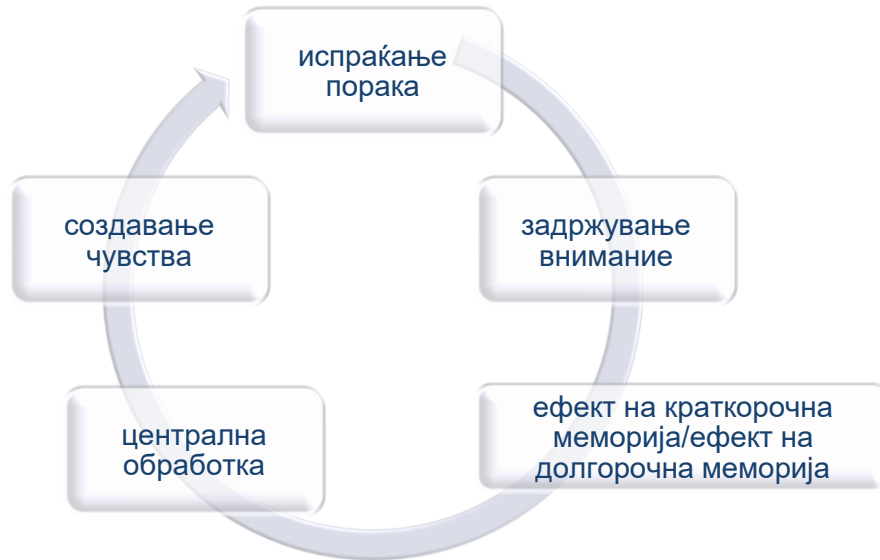 испраќање
порака
задржување
внимание
ефект на краткорочна
меморија/ефект на
долгорочна меморија
централна
обработка
создавање
чувства